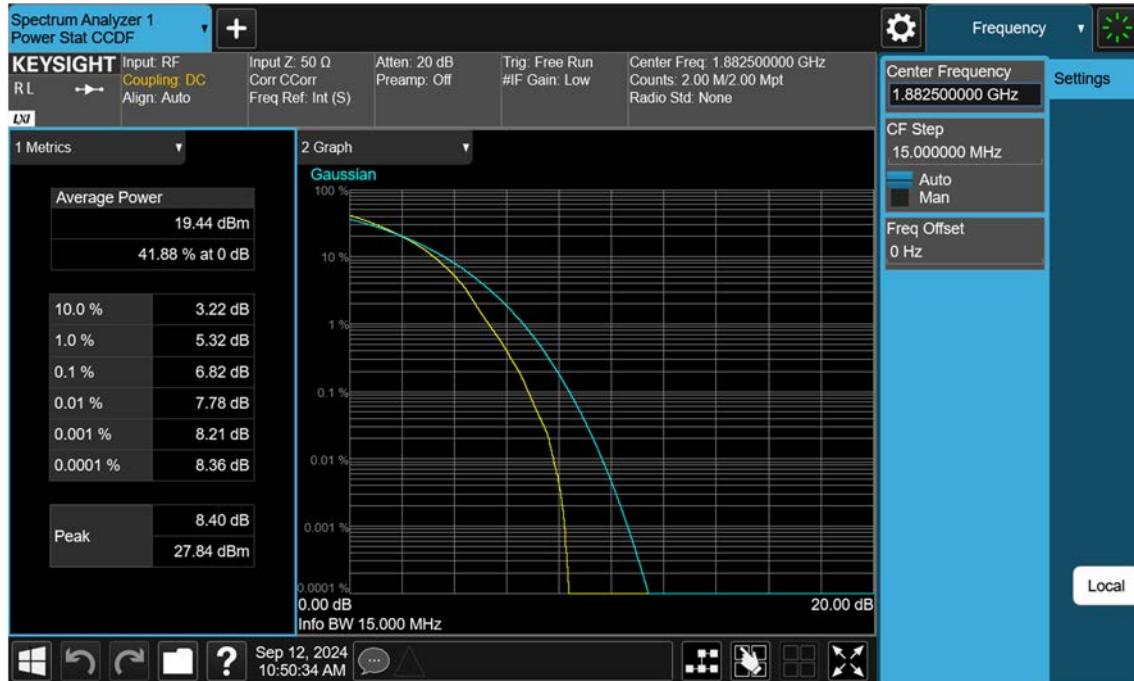 Spectrum Analyzer 1
Power Stat CCDF
+
Frequency
KEYSIGHT
R L
LXI
Input: RF
Coupling: DC
Align: Auto
Input Z: 50 Ω
Corr CCorr
Freq Ref: Int (S)
Atten: 20 dB
Preamp: Off
Trig: Free Run
#IF Gain: Low
Center Freq: 1.882500000 GHz
Counts: 2.00 M/2.00 Mpt
Radio Std: None
Center Frequency
1.882500000 GHz
Settings
CF Step
15.000000 MHz
Auto
Man
Freq Offset
0 Hz
1 Metrics
Average Power
19.44 dBm
41.88 % at 0 dB
10.0 % 3.22 dB
1.0 % 5.32 dB
0.1 % 6.82 dB
0.01 % 7.78 dB
0.001 % 8.21 dB
0.0001 % 8.36 dB
Peak
8.40 dB
27.84 dBm
2 Graph
Gaussian
100 %
10 %
1 %
0.1 %
0.01 %
0.001 %
0.0001 %
0.00 dB 20.00 dB
Info BW 15.000 MHz
Local
?
Sep 12, 2024
10:50:34 AM